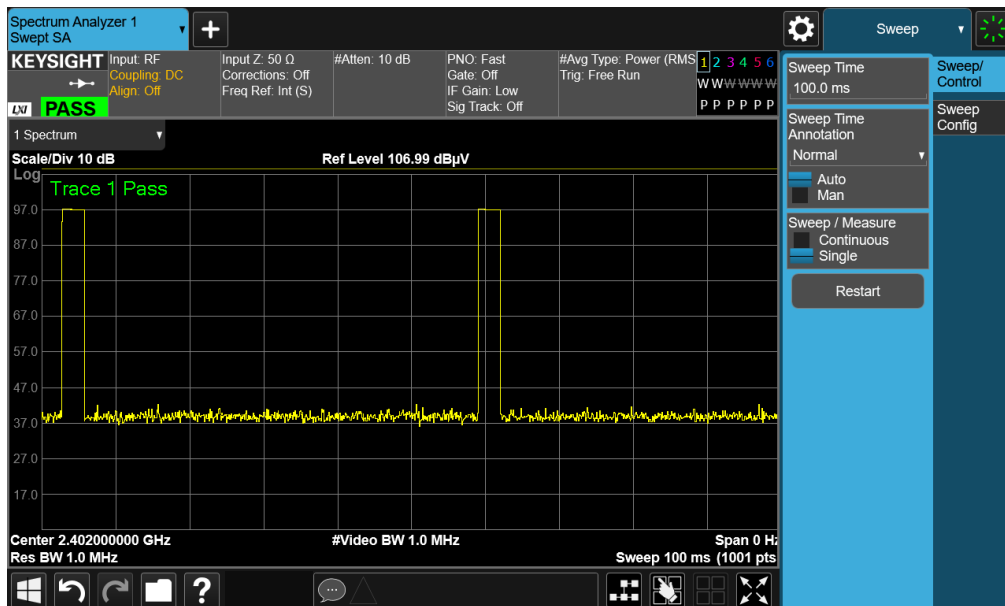 Spectrum Analyzer 1
Swept SA
Sweep
KEYSIGHT
Input: RF
Coupling: DC
Align: Off
Input Z: 50 Ω
Corrections: Off
Freq Ref: Int (S)
#Atten: 10 dB
PNO: Fast
Gate: Off
IF Gain: Low
Sig Track: Off
#Avg Type: Power (RMS
Trig: Free Run
1 2 3 4 5 6
W W W W W W
P P P P P P
LXI
PASS
1 Spectrum
Scale/Div 10 dB
Ref Level 106.99 dBµV
Log
Trace 1 Pass
97.0
87.0
77.0
67.0
57.0
47.0
37.0
27.0
17.0
Center 2.402000000 GHz
#Video BW 1.0 MHz
Span 0 Hz
Res BW 1.0 MHz
Sweep 100 ms (1001 pts
Sweep Time
100.0 ms
Sweep Time
Annotation
Normal
Auto
Man
Sweep / Measure
Continuous
Single
Restart
Sweep/
Control
Sweep
Config
?